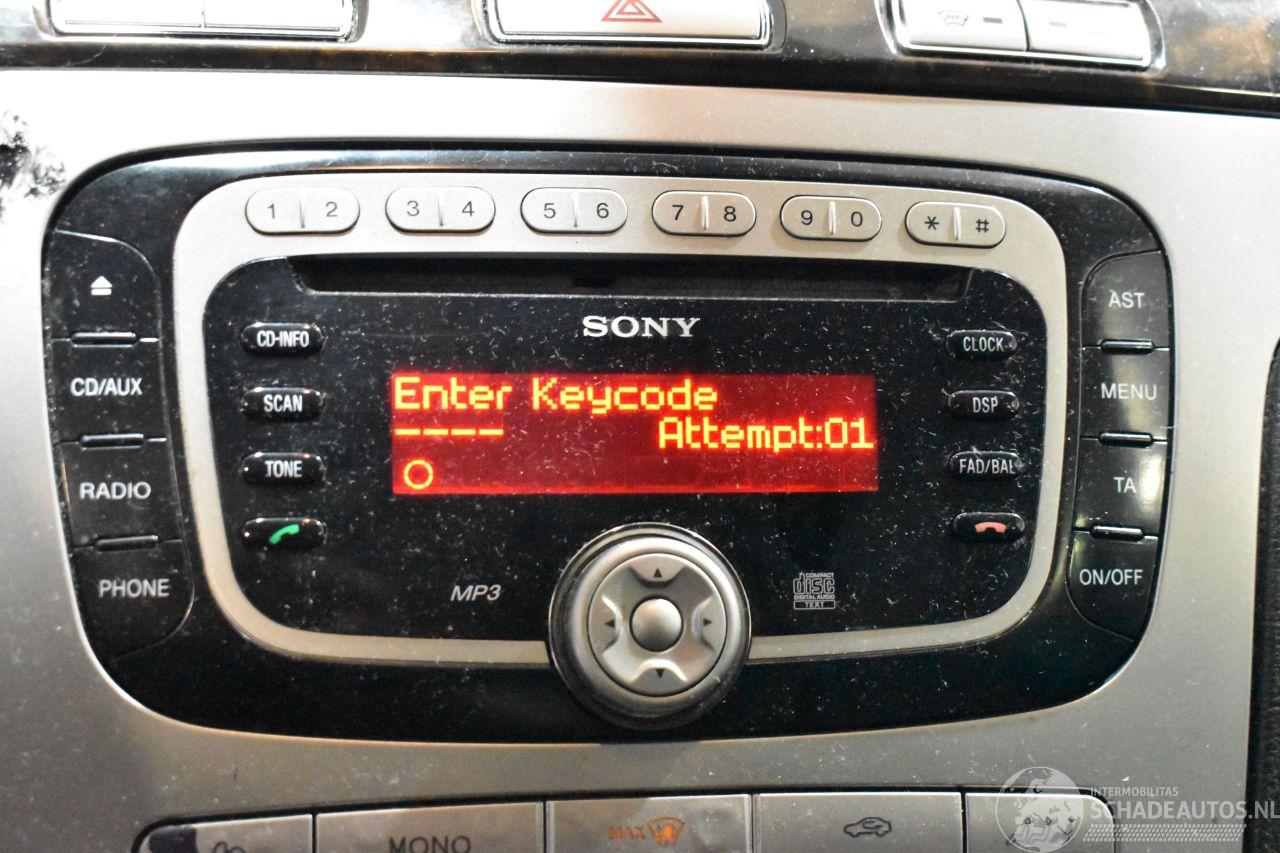 1 2 3 4 5 6 7 8 9 0 * #
SONY
CD-INFO
SCAN
TONE
CD/AUX
RADIO
PHONE
Enter Keycode
---- Attempt:01
CLOCK
DSP
FAD/BAL
AST
MENU
TA
ON/OFF
MP3
COMPACT
disc
DIGITAL AUDIO
TEXT
MONO
MAX
INTERMOBILITAS
SCHADEAUTOS.NL